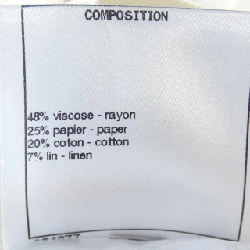 COMPOSITION
48% viscose - rayon
25% papier - paper
20% coton - cotton
7% lin - linen